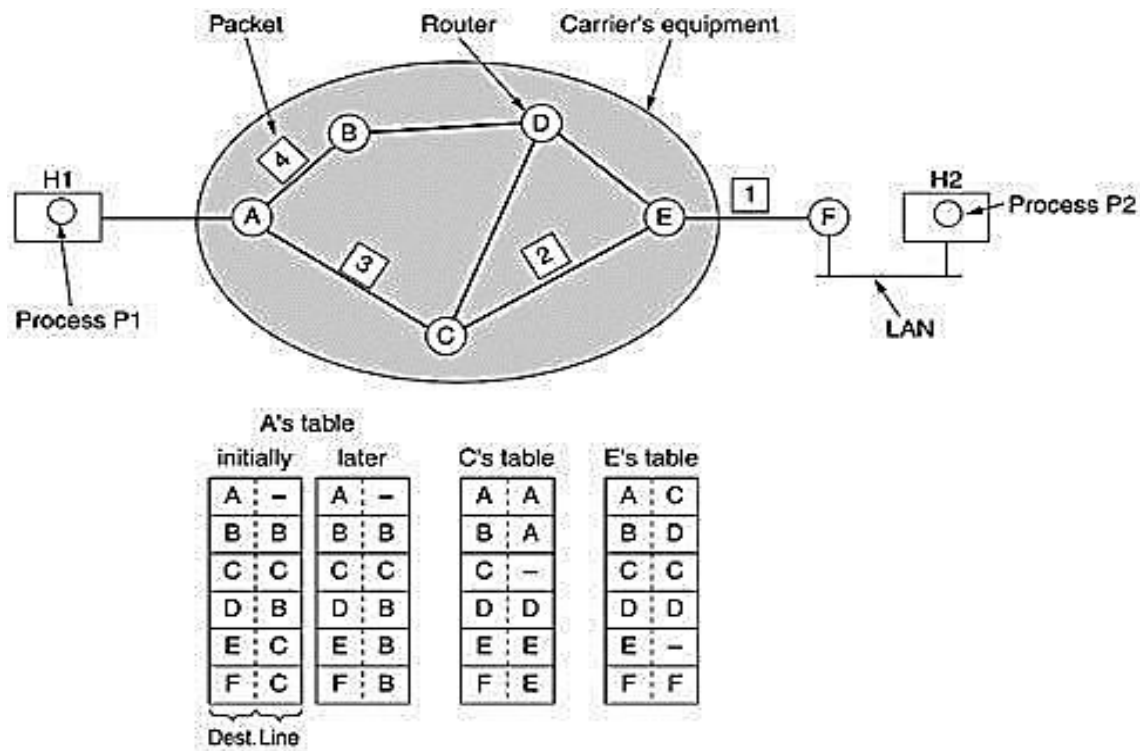 Packet
Router
Carrier's equipment
B
D
4
H1
1
H2
A
E
F
Process P2
3
2
Process P1
C
LAN
A's table
initially later C's table E's table
A – A – A A A C
B B B B B A B D
C C C C C – C C
D B D B D D D D
E C E B E E E –
F C F B F E F F
Dest. Line